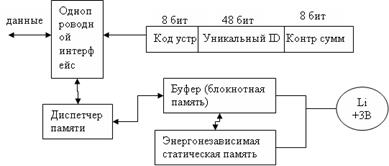 8 бит
48 бит
8 бит
данные
Одноп
роводн
ой
интерф
ейс
Код устр
Уникальный ID
Контр сумм
Диспетчер
памяти
Буфер (блокнотная
память)
Энергонезависимая
статическая память
Li
+3В